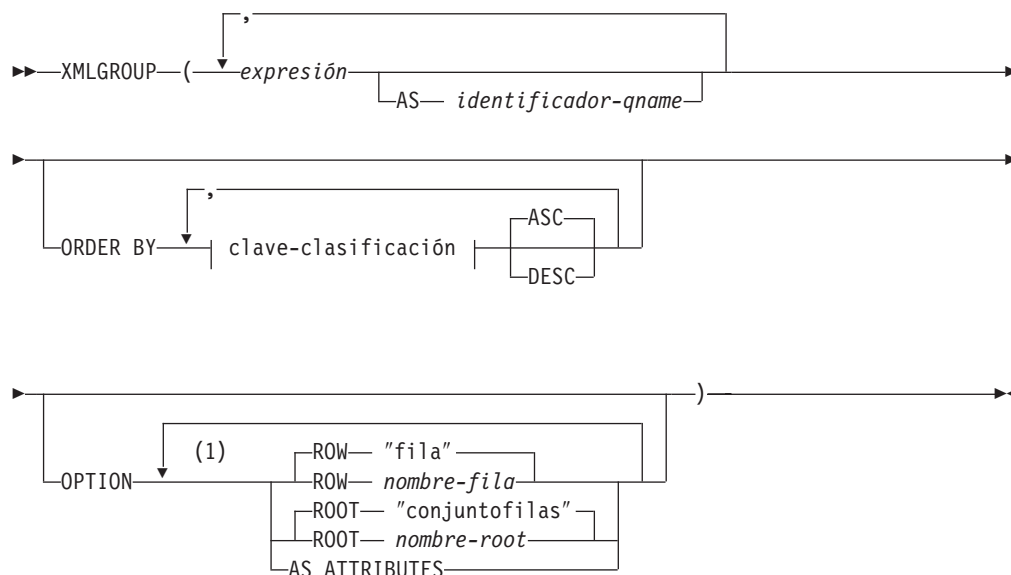 ,
XMLGROUP ( expresión
AS identificador-qname
,
ASC
ORDER BY clave-clasificación
DESC
)
(1) ROW "fila"
OPTION ROW nombre-fila
ROOT "conjuntofilas"
ROOT nombre-root
AS ATTRIBUTES